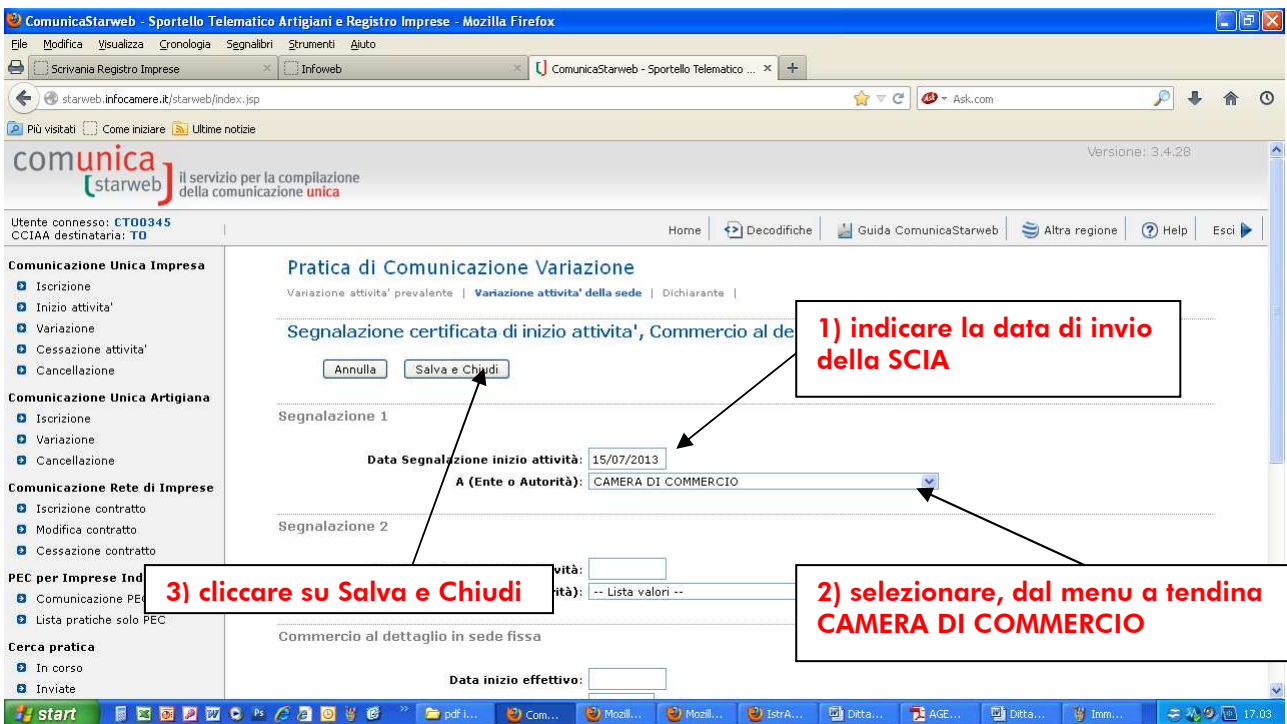 ComunicaStarweb - Sportello Telematico Artigiani e Registro Imprese - Mozilla Firefox
File Modifica Visualizza Cronologia Segnalibri Strumenti Aiuto
Scrivania Registro Imprese
Infoweb
ComunicaStarweb - Sportello Telematico ...
starweb.infocamere.it/starweb/index.jsp
Ask.com
Più visitati Come iniziare Ultime notizie
comunica
[starweb]
il servizio per la compilazione
della comunicazione unica
Versione: 3.4.28
Utente connesso: CTO0345
CCIAA destinataria: TO
Home Decodifiche Guida ComunicaStarweb Altra regione Help Esci
Comunicazione Unica Impresa
Iscrizione
Inizio attivita'
Variazione
Cessazione attivita'
Cancellazione
Comunicazione Unica Artigiana
Iscrizione
Variazione
Cancellazione
Comunicazione Rete di Imprese
Iscrizione contratto
Modifica contratto
Cessazione contratto
PEC per Imprese Ind
Comunicazione PE
Lista pratiche solo PEC
Cerca pratica
In corso
Inviate
Pratica di Comunicazione Variazione
Variazione attivita' prevalente | Variazione attivita' della sede | Dichiarante |
Segnalazione certificata di inizio attivita', Commercio al de
Annulla Salva e Chiudi
Segnalazione 1
Data Segnalazione inizio attività: 15/07/2013
A (Ente o Autorità): CAMERA DI COMMERCIO
Segnalazione 2
vità:
rità): -- Lista valori --
Commercio al dettaglio in sede fissa
Data inizio effettivo:
1) indicare la data di invio
della SCIA
2) selezionare, dal menu a tendina
CAMERA DI COMMERCIO
3) cliccare su Salva e Chiudi
start pdf i... Com... Mozill... Mozill... IstrA... Ditta... AGE... Ditta... Imm... 17.03